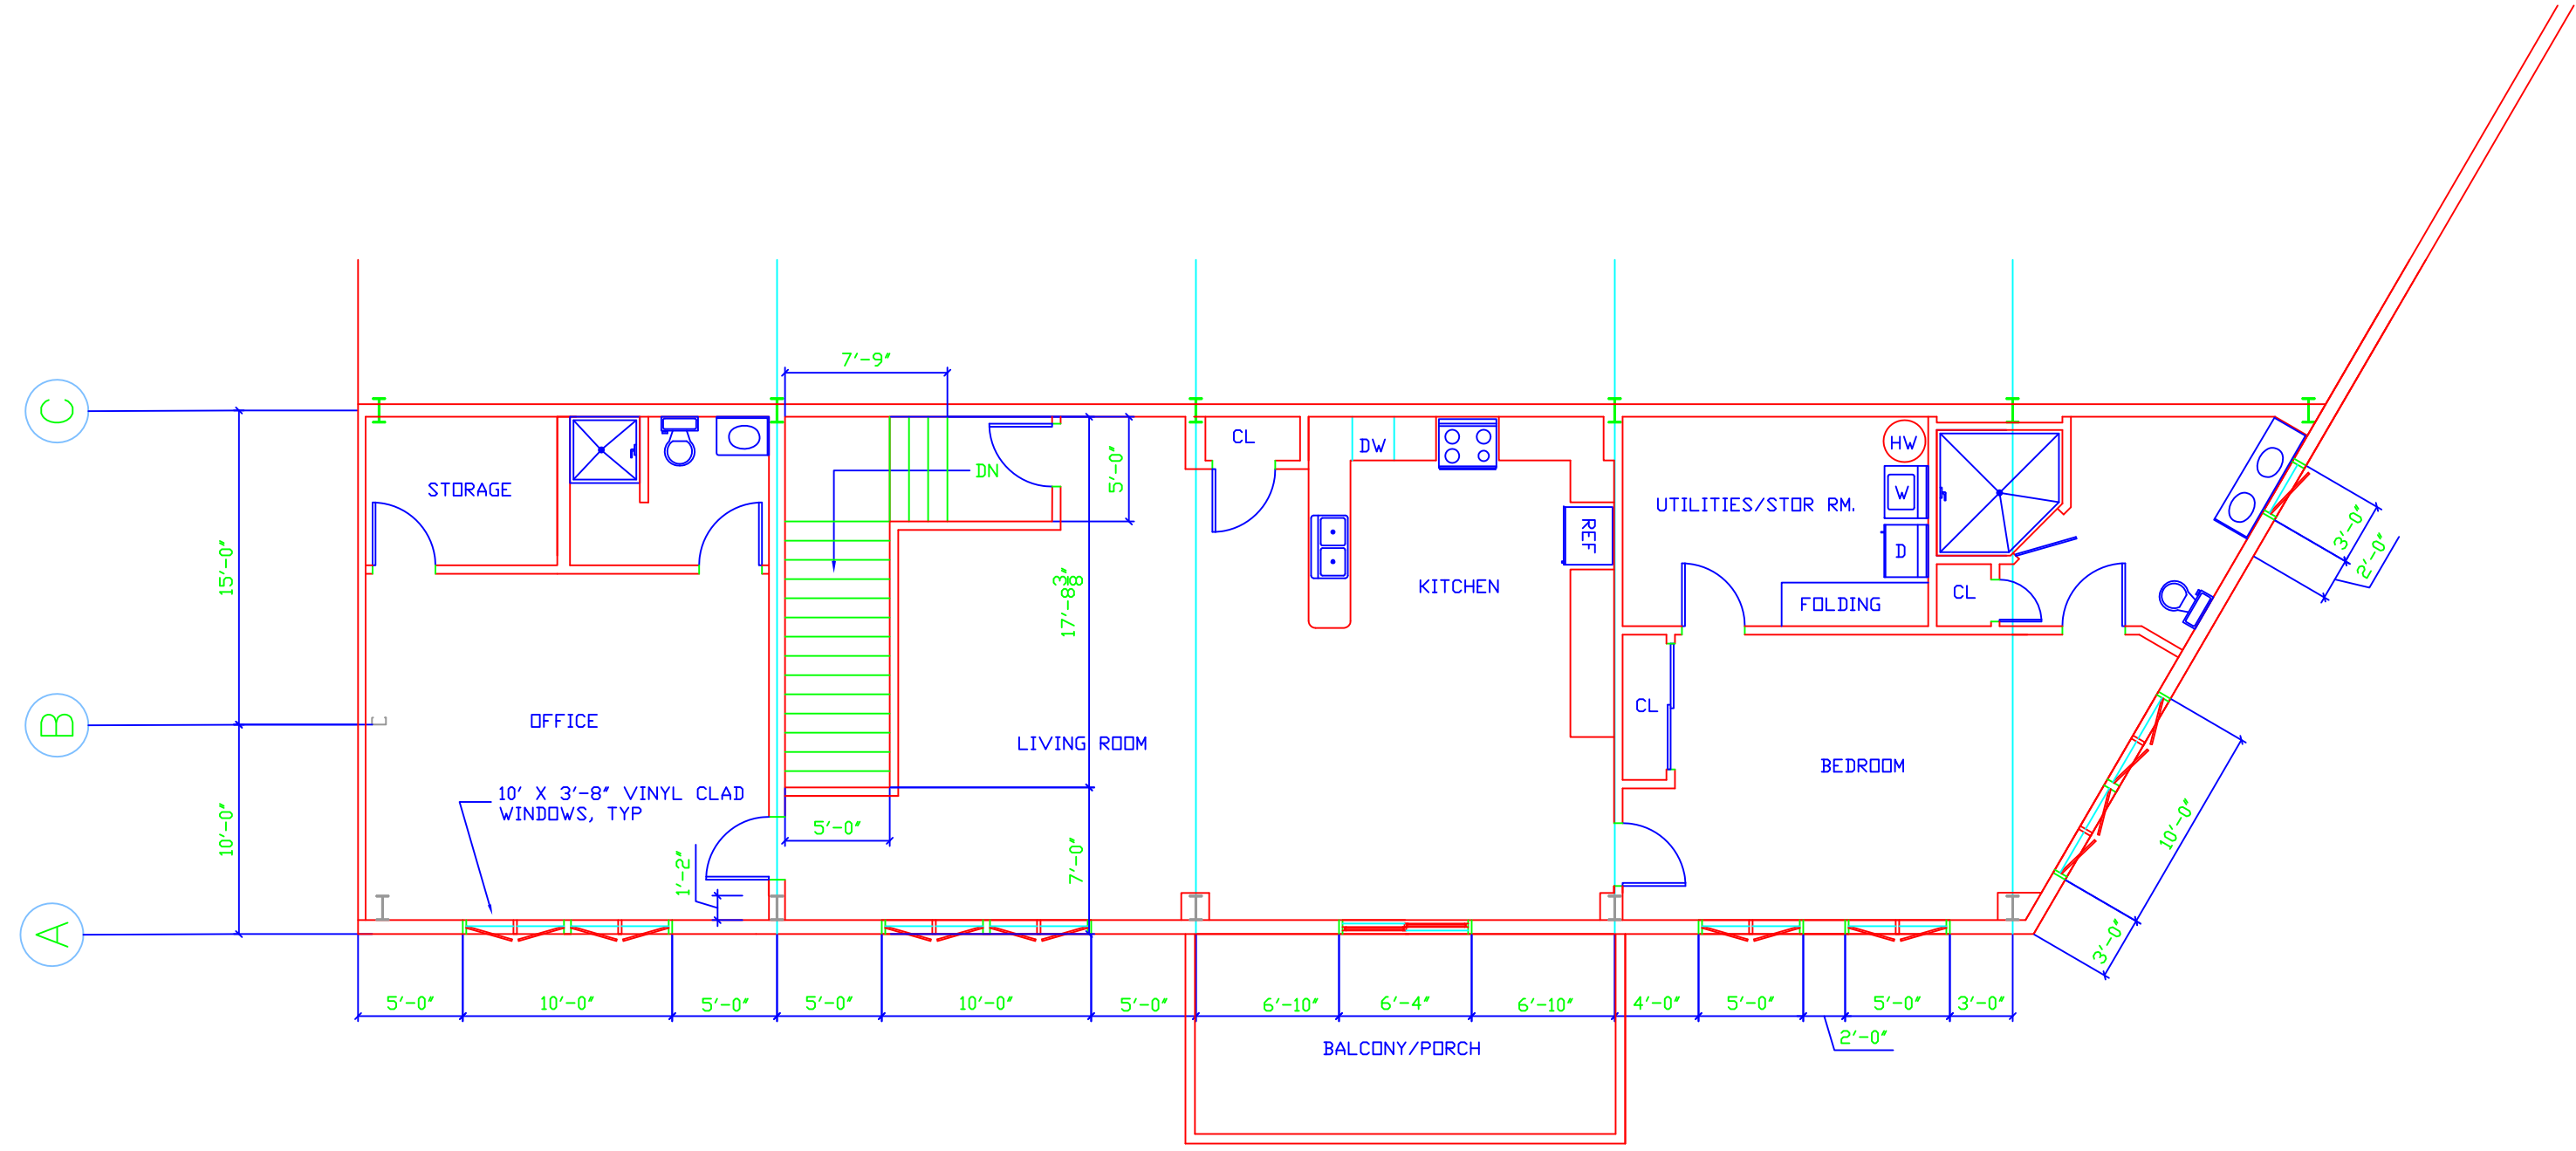 7'-9"
C
CL
DW
HW
STORAGE
DN
5'-0"
UTILITIES/STOR RM.
W
REF
D
3'-0"
2'-0"
15'-0"
17'-8 3/8"
KITCHEN
CL
FOLDING
B
OFFICE
LIVING ROOM
CL
BEDROOM
10' X 3'-8" VINYL CLAD
WINDOWS, TYP
10'-0"
5'-0"
1'-2"
7'-0"
10'-0"
A
3'-0"
5'-0"
10'-0"
5'-0"
5'-0"
10'-0"
5'-0"
6'-10"
6'-4"
6'-10"
4'-0"
5'-0"
5'-0"
3'-0"
2'-0"
BALCONY/PORCH